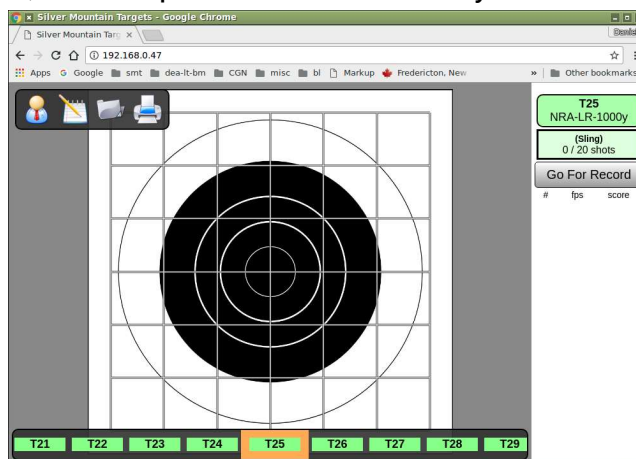 Silver Mountain Targets - Google Chrome
Silver Mountain Targ
Daniel
192.168.0.47
Apps Google smt dea-lt-bm CGN misc bl Markup Fredericton, New » Other bookmarks
T25
NRA-LR-1000y
(Sling)
0 / 20 shots
Go For Record
# fps score
T21 T22 T23 T24 T25 T26 T27 T28 T29